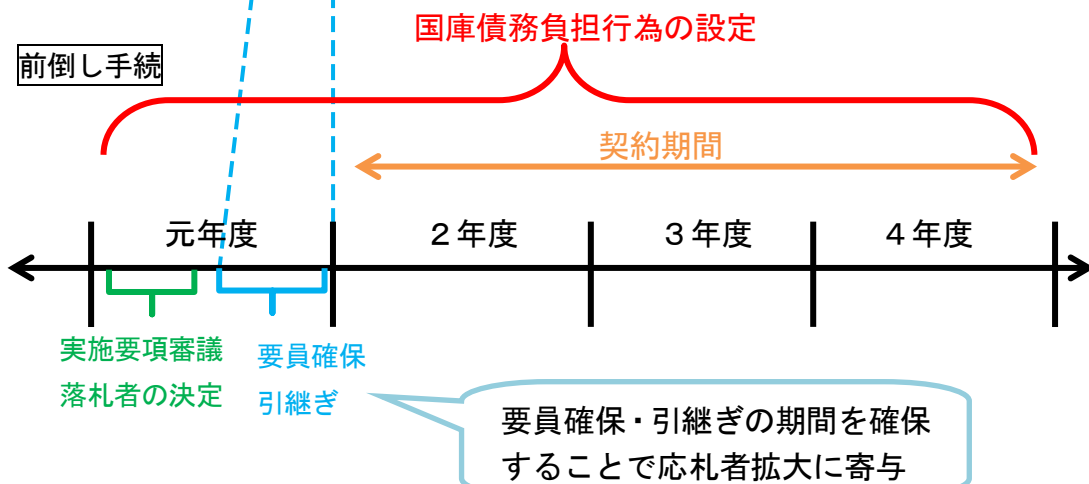 国庫債務負担行為の設定
前倒し手続
契約期間
元年度
２年度
３年度
４年度
実施要項審議
落札者の決定
要員確保
引継ぎ
要員確保・引継ぎの期間を確保
することで応札者拡大に寄与